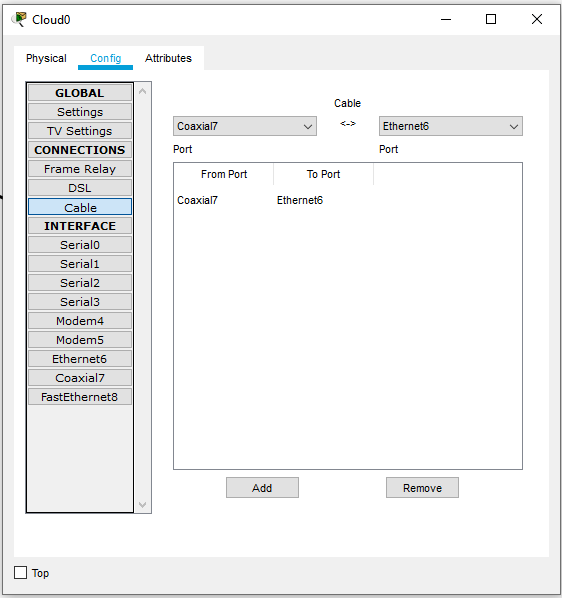 Cloud0
Physical Config Attributes
GLOBAL
Settings
TV Settings
CONNECTIONS
Frame Relay
DSL
Cable
INTERFACE
Serial0
Serial1
Serial2
Serial3
Modem4
Modem5
Ethernet6
Coaxial7
FastEthernet8
Cable
Coaxial7 <-> Ethernet6
Port Port
From Port To Port
Coaxial7 Ethernet6
Add Remove
Top